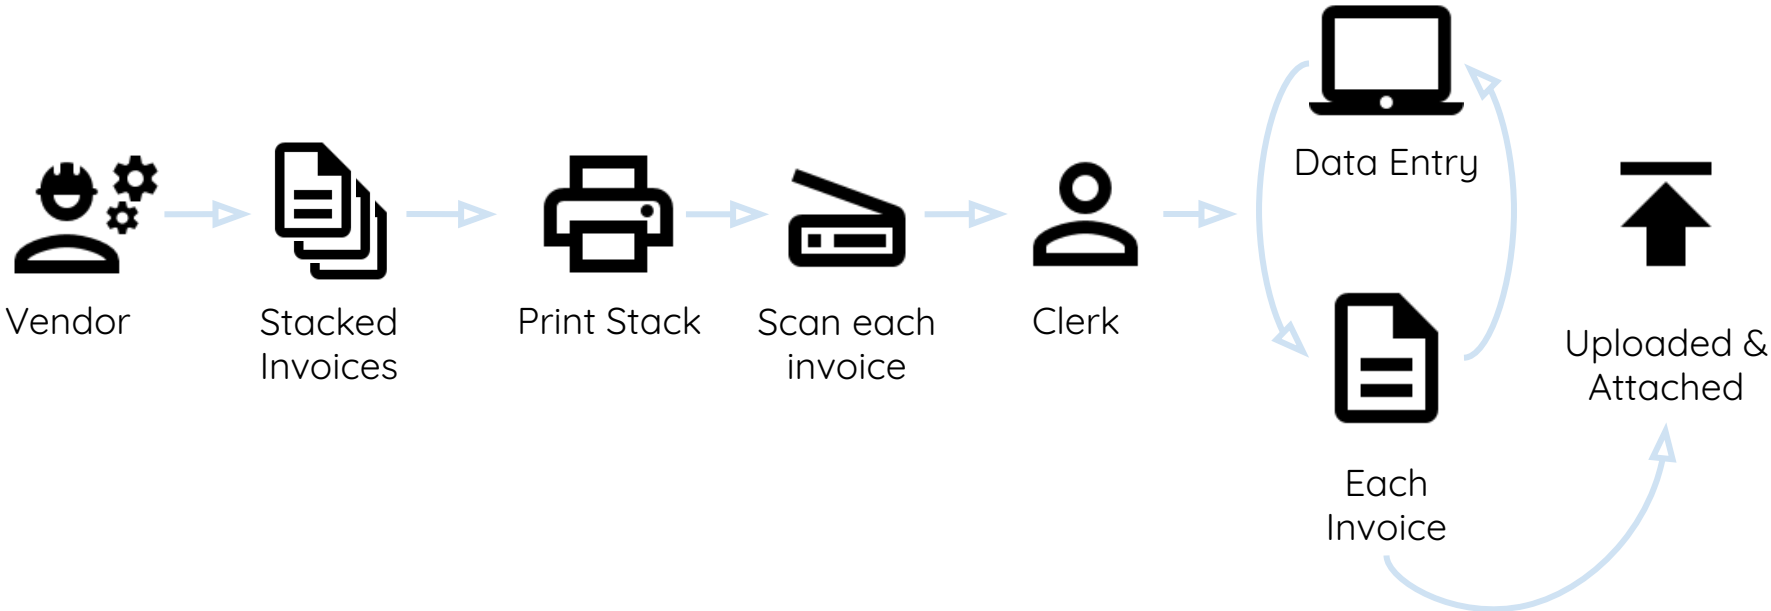 Vendor
Stacked
Invoices
Print Stack
Scan each
invoice
Clerk
Data Entry
Each
Invoice
Uploaded &
Attached